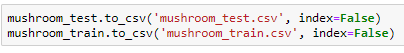 mushroom_test.to_csv('mushroom_test.csv', index=False)
mushroom_train.to_csv('mushroom_train.csv', index=False)